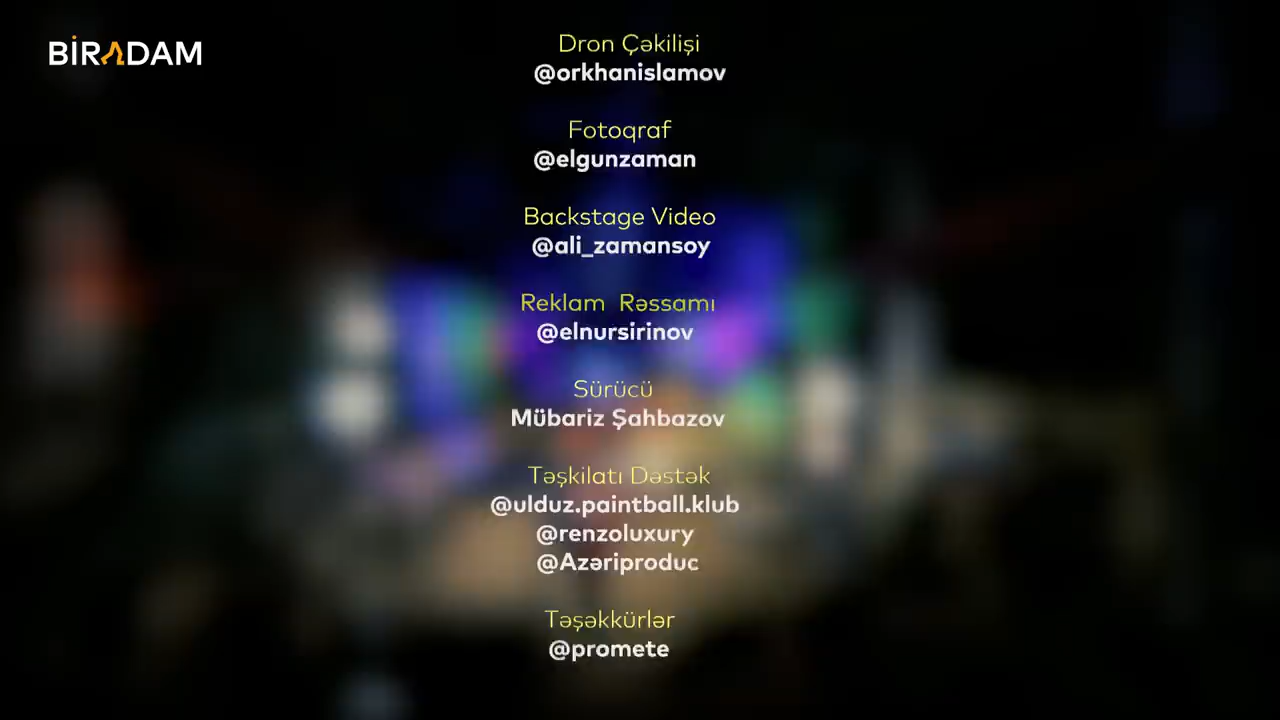 BİRADAM
Dron Çəkilişi
@orkhanislamov
Fotoqraf
@elgunzaman
Backstage Video
@ali_zamansoy
Reklam Rəssamı
@elnursirinov
Sürücü
Mübariz Şahbazov
Təşkilatı Dəstək
@ulduz.paintball.klub
@renzoluxury
@Azəriproduc
Təşəkkürlər
@promete